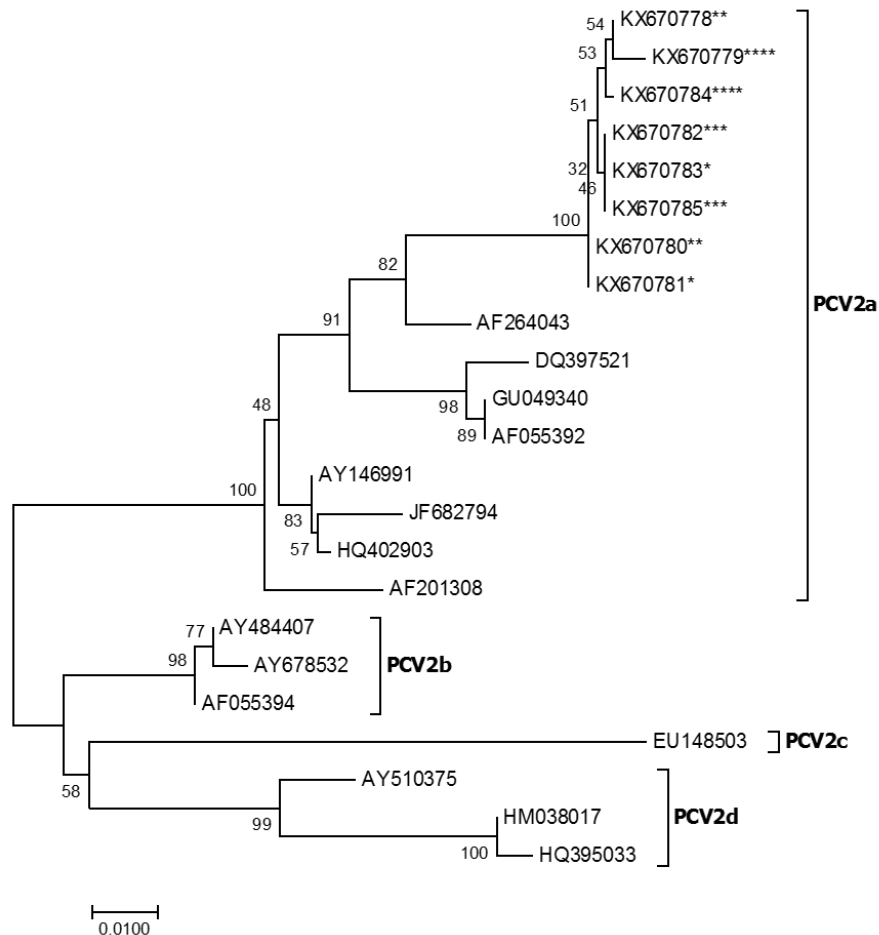 54
KX670778**
53
KX670779****
KX670784****
51
KX670782***
32
KX670783*
46
KX670785***
100
KX670780**
KX670781*
82
PCV2a
91
AF264043
DQ397521
98
GU049340
89
AF055392
48
AY146991
100
83
JF682794
57
HQ402903
AF201308
77
AY484407
98
AY678532
PCV2b
AF055394
EU148503
PCV2c
58
AY510375
99
HM038017
PCV2d
100
HQ395033
0.0100